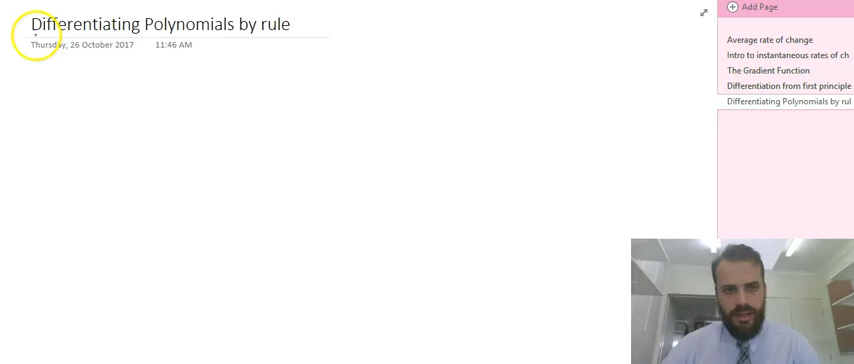 Differentiating Polynomials by rule
Thursday, 26 October 2017 11:46 AM
Add Page
Average rate of change
Intro to instantaneous rates of ch
The Gradient Function
Differentiation from first principle
Differentiating Polynomials by rul